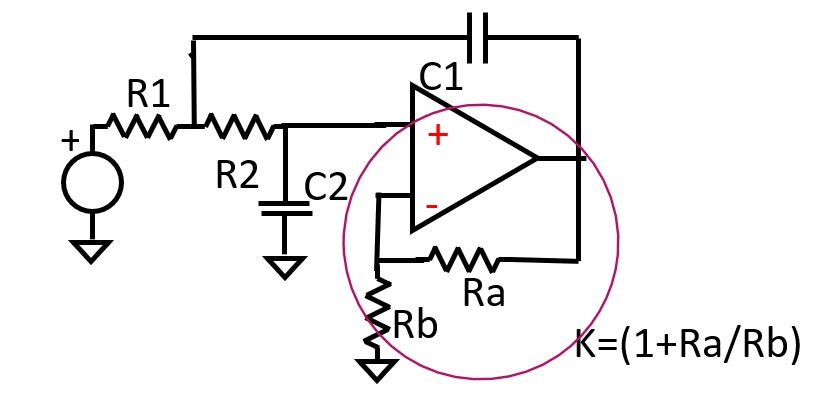 C1
R1
+
+
R2
C2
-
Ra
Rb
K=(1+Ra/Rb)